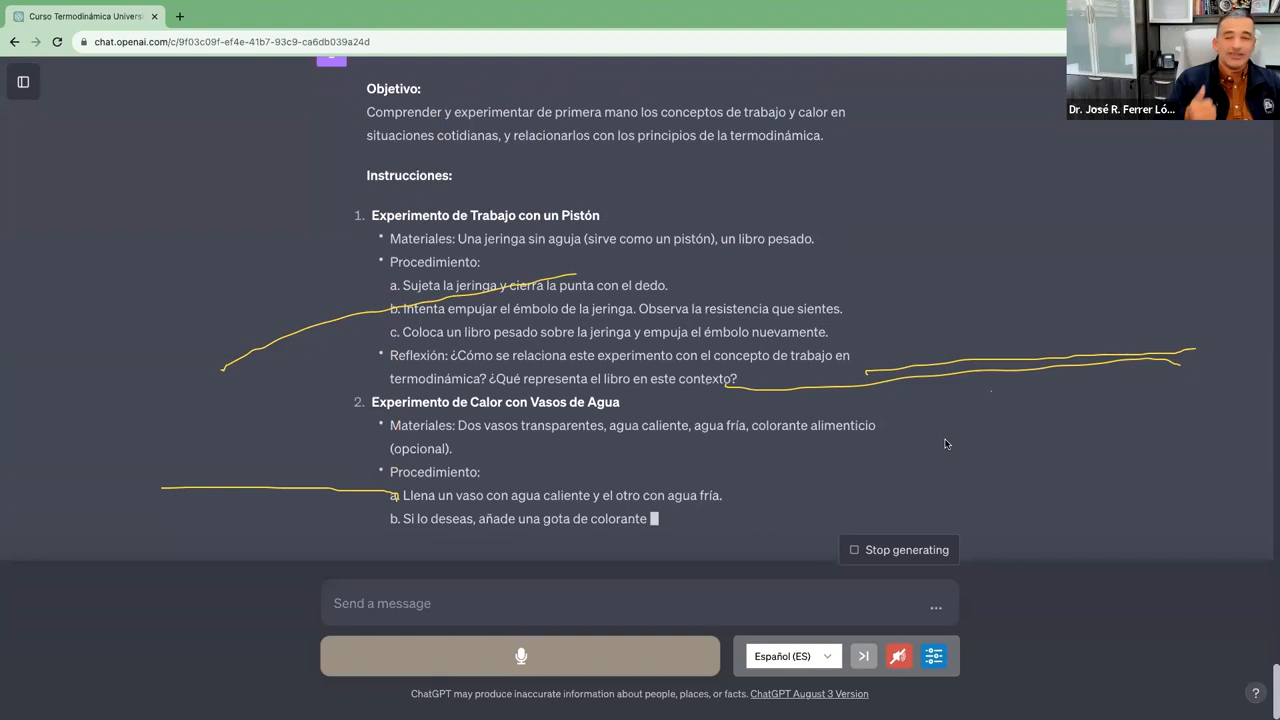 Curso Termodinámica Universi
chat.openai.com/c/9f03c09f-ef4e-41b7-93c9-ca6db039a24d
Dr. José R. Ferrer Ló...
Objetivo:
Comprender y experimentar de primera mano los conceptos de trabajo y calor en
situaciones cotidianas, y relacionarlos con los principios de la termodinámica.
Instrucciones:
1. Experimento de Trabajo con un Pistón
• Materiales: Una jeringa sin aguja (sirve como un pistón), un libro pesado.
• Procedimiento:
a. Sujeta la jeringa y cierra la punta con el dedo.
b. Intenta empujar el émbolo de la jeringa. Observa la resistencia que sientes.
c. Coloca un libro pesado sobre la jeringa y empuja el émbolo nuevamente.
• Reflexión: ¿Cómo se relaciona este experimento con el concepto de trabajo en
termodinámica? ¿Qué representa el libro en este contexto?
2. Experimento de Calor con Vasos de Agua
• Materiales: Dos vasos transparentes, agua caliente, agua fría, colorante alimenticio
(opcional).
• Procedimiento:
a. Llena un vaso con agua caliente y el otro con agua fría.
b. Si lo deseas, añade una gota de colorante
Stop generating
Send a message
...
Español (ES)
ChatGPT may produce inaccurate information about people, places, or facts. ChatGPT August 3 Version
?